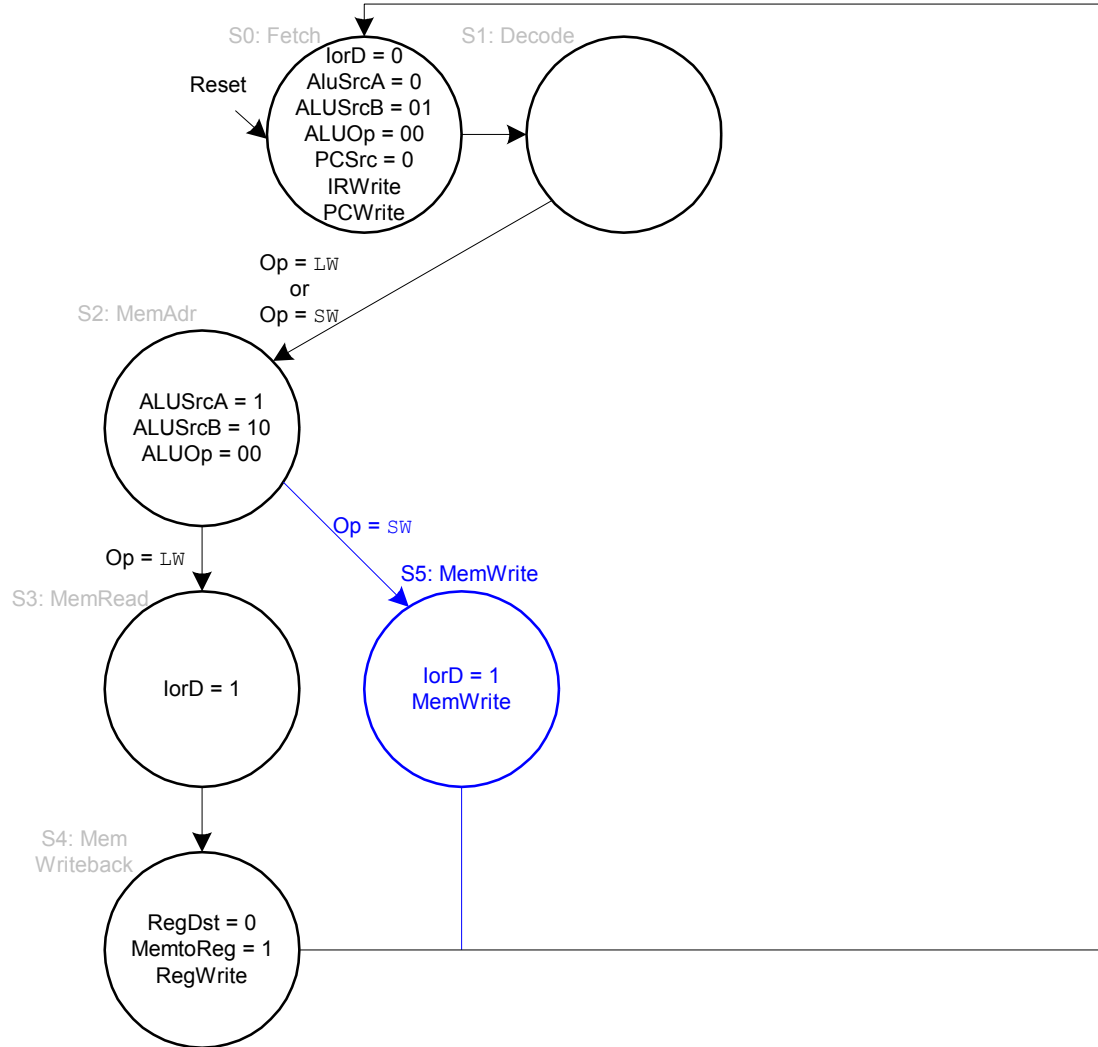 S0: Fetch
S1: Decode
Reset
IorD = 0
AluSrcA = 0
ALUSrcB = 01
ALUOp = 00
PCSrc = 0
IRWrite
PCWrite
Op = LW
or
Op = SW
S2: MemAdr
ALUSrcA = 1
ALUSrcB = 10
ALUOp = 00
Op = SW
Op = LW
S5: MemWrite
S3: MemRead
IorD = 1
IorD = 1
MemWrite
S4: Mem
Writeback
RegDst = 0
MemtoReg = 1
RegWrite